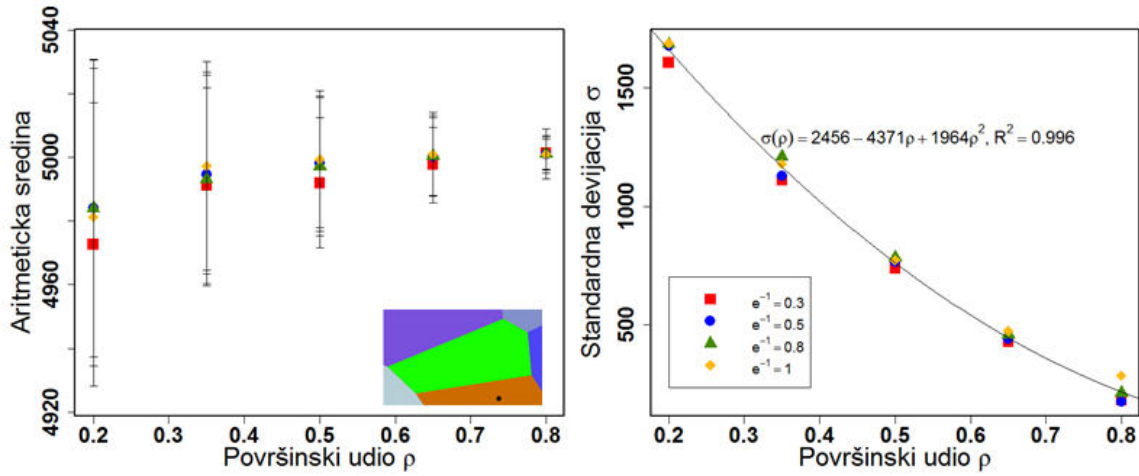 Aritmeticka sredina
5040
5000
4960
4920
0.2 0.3 0.4 0.5 0.6 0.7 0.8
Površinski udio ρ
Standardna devijacija σ
1500
1000
500
σ(ρ) = 2456 − 4371ρ + 1964ρ², R² = 0.996
e⁻¹ = 0.3
e⁻¹ = 0.5
e⁻¹ = 0.8
e⁻¹ = 1
0.2 0.3 0.4 0.5 0.6 0.7 0.8
Površinski udio ρ